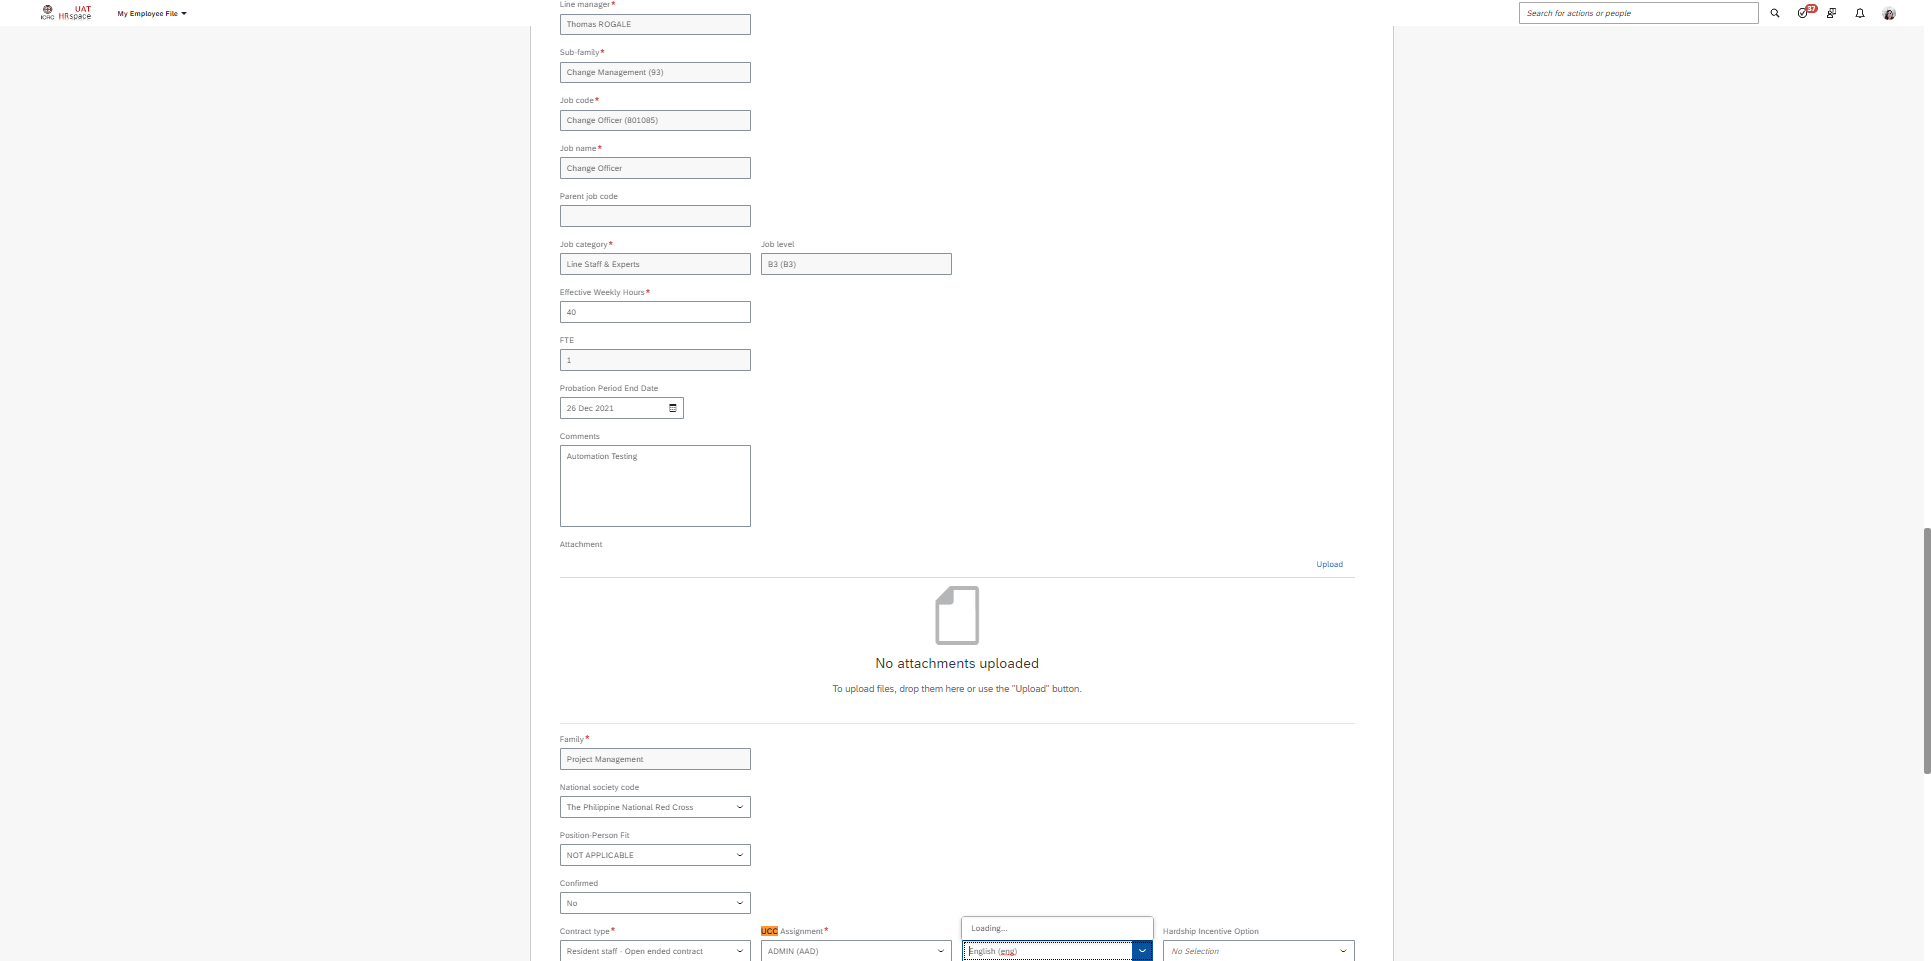 ICRC
UAT
HRspace
My Employee File
Search for actions or people
37
Line manager*
Thomas ROGALE
Sub-family*
Change Management (93)
Job code*
Change Officer (801085)
Job name*
Change Officer
Parent job code
Job category*
Job level
Line Staff & Experts
B3 (B3)
Effective Weekly Hours*
40
FTE
1
Probation Period End Date
26 Dec 2021
Comments
Automation Testing
Attachment
Upload
No attachments uploaded
To upload files, drop them here or use the "Upload" button.
Family*
Project Management
National society code
The Philippine National Red Cross
Position-Person Fit
NOT APPLICABLE
Confirmed
No
Loading...
Contract type*
UCC Assignment*
Hardship Incentive Option
Resident staff - Open ended contract
ADMIN (AAD)
English (eng)
No Selection